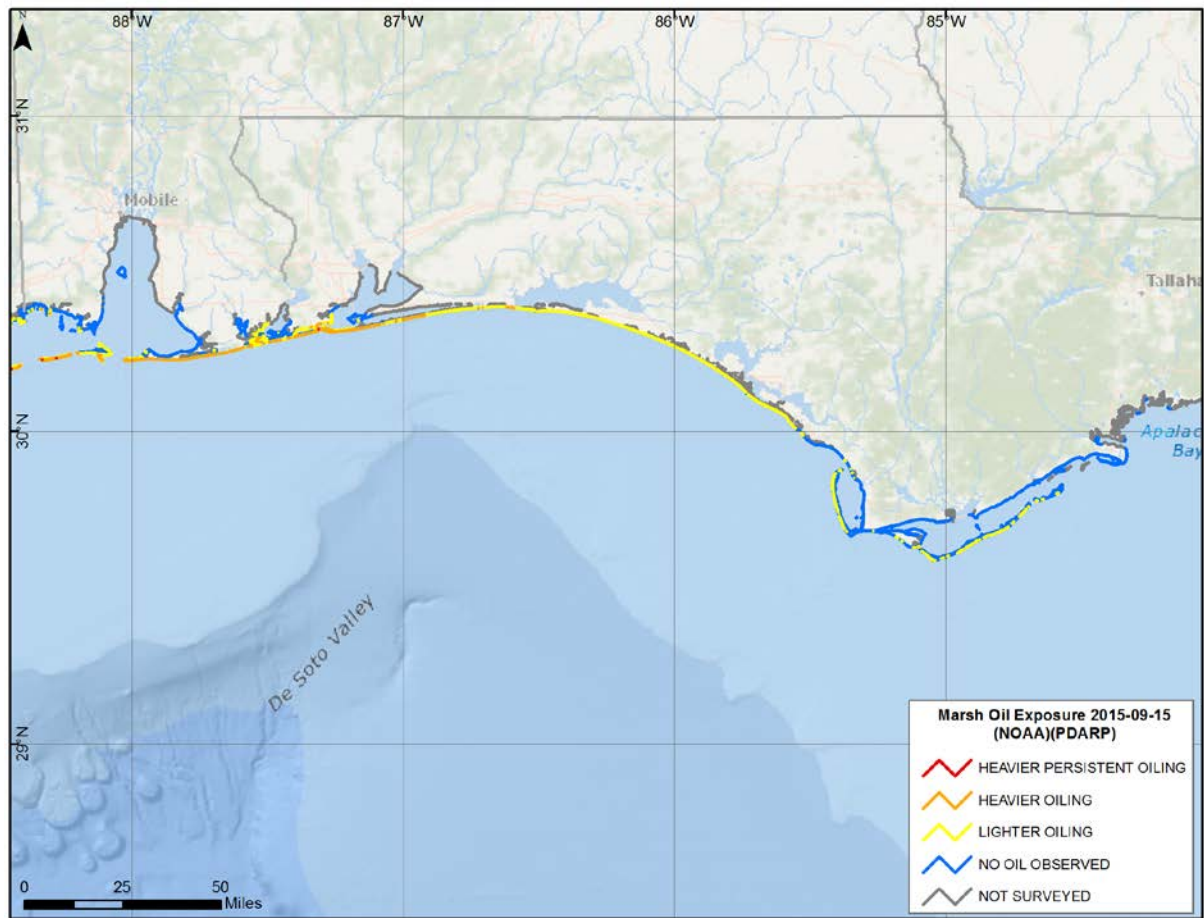 N
88°W 87°W 86°W 85°W
31°N
Mobile
Tallaha
30°N
Apalac
Bay
De Soto Valley
29°N
Marsh Oil Exposure 2015-09-15
(NOAA)(PDARP)
HEAVIER PERSISTENT OILING
HEAVIER OILING
LIGHTER OILING
NO OIL OBSERVED
NOT SURVEYED
0 25 50
Miles